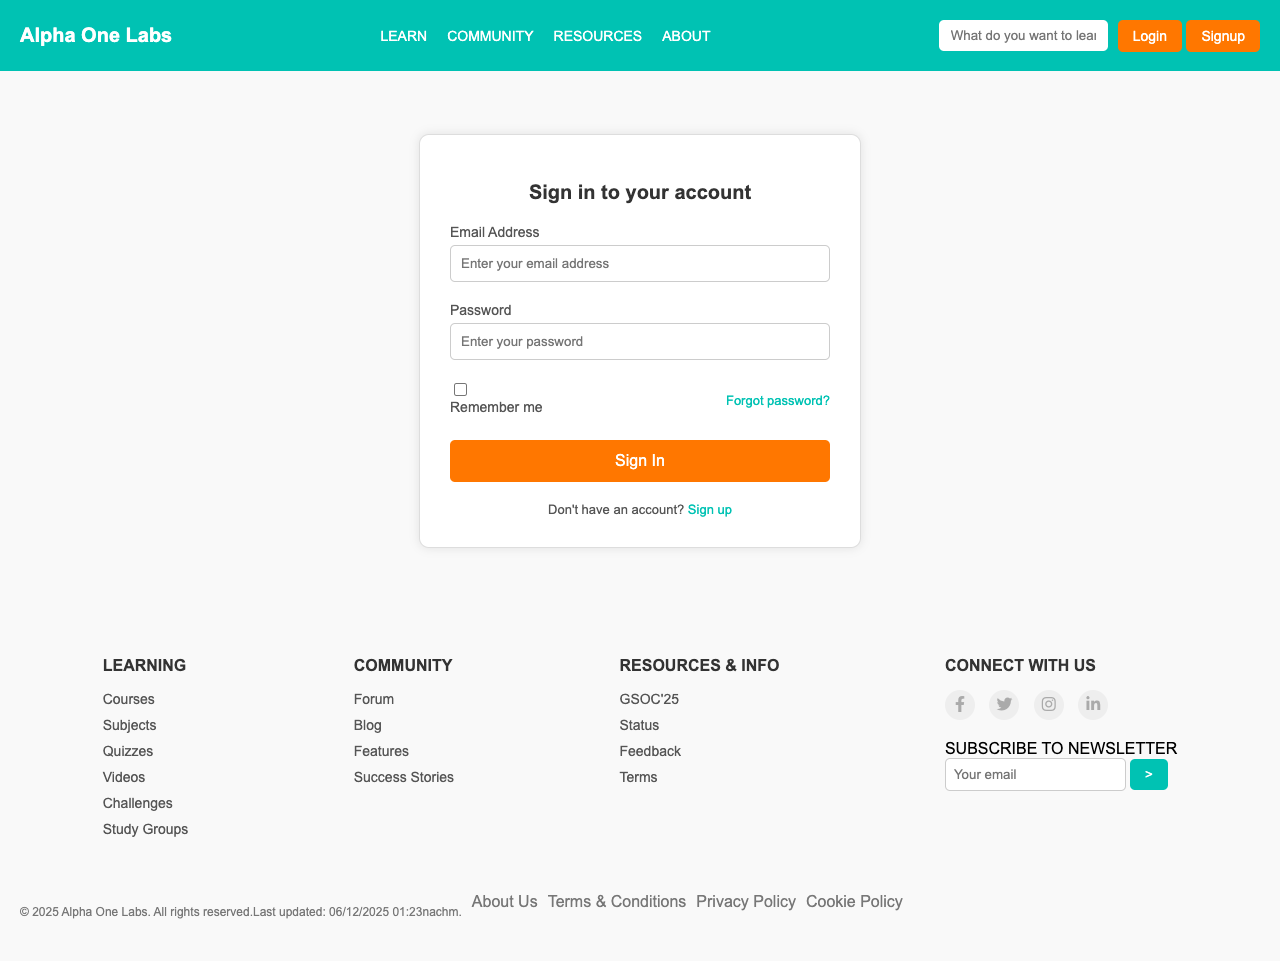 Alpha One Labs
LEARN COMMUNITY RESOURCES ABOUT
What do you want to lear
Login
Signup
Sign in to your account
Email Address
Enter your email address
Password
Enter your password
Remember me
Forgot password?
Sign In
Don't have an account? Sign up
LEARNING
Courses
Subjects
Quizzes
Videos
Challenges
Study Groups
COMMUNITY
Forum
Blog
Features
Success Stories
RESOURCES & INFO
GSOC'25
Status
Feedback
Terms
CONNECT WITH US
SUBSCRIBE TO NEWSLETTER
Your email
>
© 2025 Alpha One Labs. All rights reserved.Last updated: 06/12/2025 01:23nachm.
About Us Terms & Conditions Privacy Policy Cookie Policy